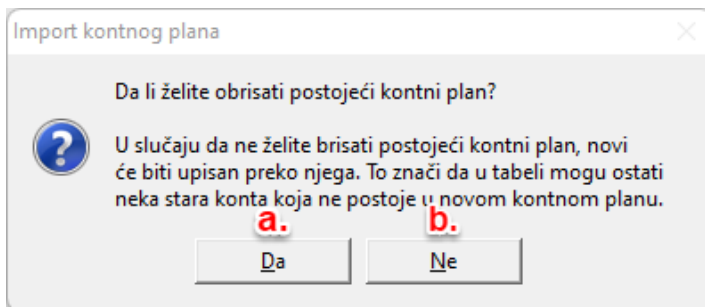 Import kontnog plana
Da li želite obrisati postojeći kontni plan?
U slučaju da ne želite brisati postojeći kontni plan, novi
će biti upisan preko njega. To znači da u tabeli mogu ostati
neka stara konta koja ne postoje u novom kontnom planu.
a. b.
Da Ne